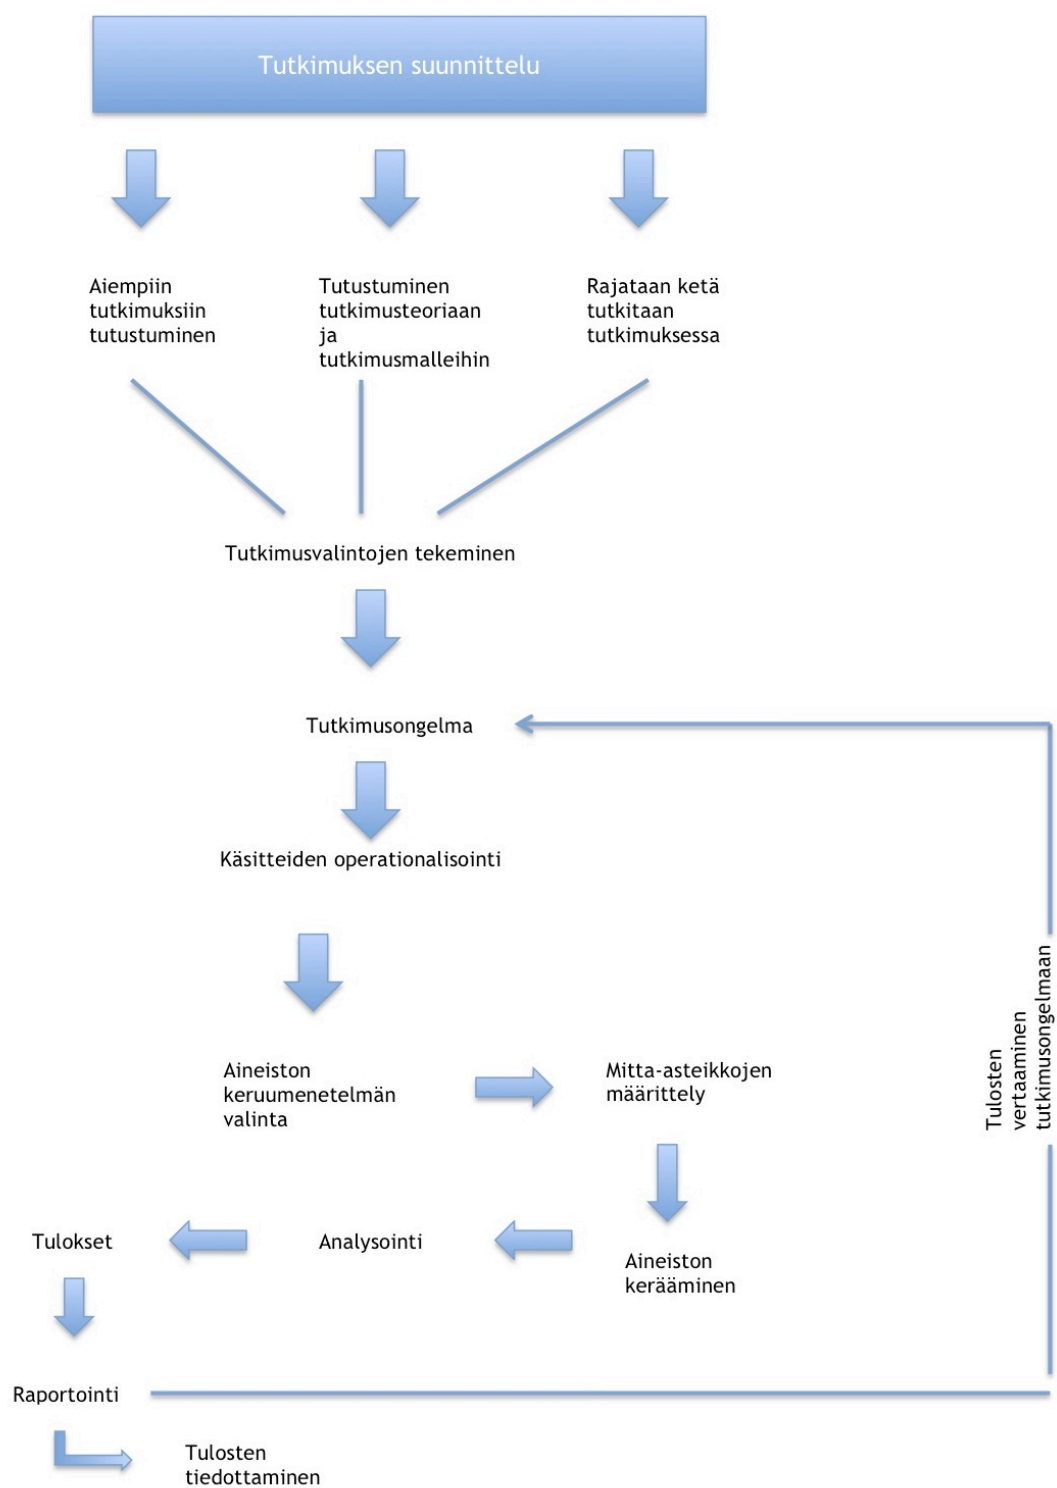 Tutkimuksen suunnittelu
Aiempiin
tutkimuksiin
tutustuminen
Tutustuminen
tutkimusteoriaan
ja
tutkimusmalleihin
Rajataan ketä
tutkitaan
tutkimuksessa
Tutkimusvalintojen tekeminen
Tutkimusongelma
Käsitteiden operationalisointi
Aineiston
keruumenetelmän
valinta
Mitta-asteikkojen
määrittely
Tulosten
vertaaminen
tutkimusongelmaan
Aineiston
kerääminen
Analysointi
Tulokset
Raportointi
Tulosten
tiedottaminen